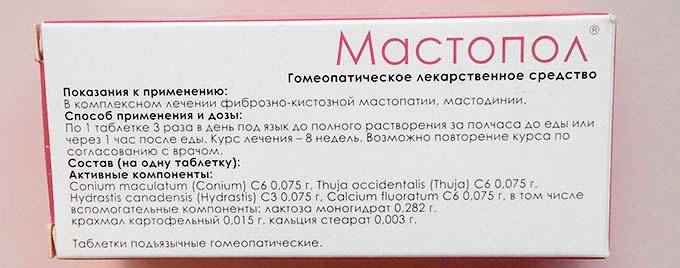 Мастопол®
Гомеопатическое лекарственное средство
Показания к применению:
В комплексном лечении фиброзно-кистозной мастопатии, мастодинии.
Способ применения и дозы:
По 1 таблетке 3 раза в день под язык до полного растворения за полчаса до еды или
через 1 час после еды. Курс лечения – 8 недель. Возможно повторение курса по
согласованию с врачом.
Состав (на одну таблетку):
Активные компоненты:
Conium maculatum (Conium) C6 0,075 г, Thuja occidentalis (Thuja) C6 0,075 г,
Hydrastis canadensis (Hydrastis) C3 0,075 г, Calcium fluoratum C6 0,075 г, в том числе
вспомогательные компоненты: лактоза моногидрат 0,282 г,
крахмал картофельный 0,015 г, кальция стеарат 0,003 г.
Таблетки подъязычные гомеопатические.